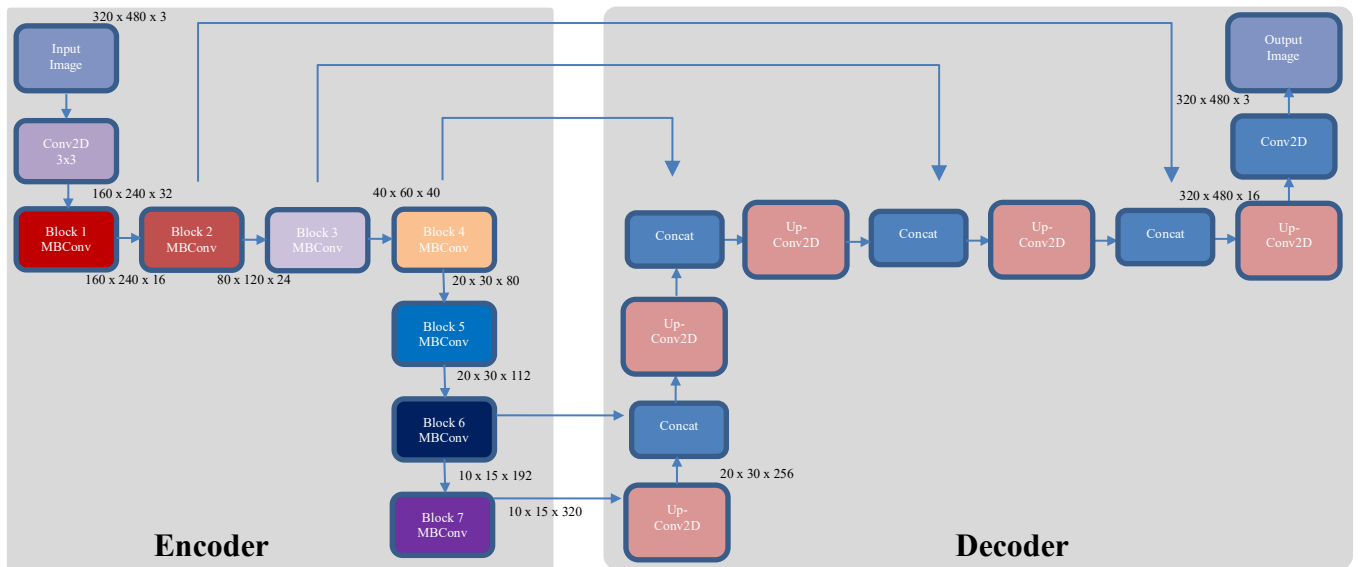 320 x 480 x 3
Input
Image
Conv2D
3x3
160 x 240 x 32
Block 1
MBConv
160 x 240 x 16
Block 2
MBConv
80 x 120 x 24
Block 3
MBConv
40 x 60 x 40
Block 4
MBConv
20 x 30 x 80
Block 5
MBConv
20 x 30 x 112
Block 6
MBConv
10 x 15 x 192
Block 7
MBConv
10 x 15 x 320
Encoder
Up-
Conv2D
20 x 30 x 256
Concat
Up-
Conv2D
Concat
Up-
Conv2D
Concat
Up-
Conv2D
Concat
Up-
Conv2D
320 x 480 x 16
Conv2D
320 x 480 x 3
Output
Image
Decoder